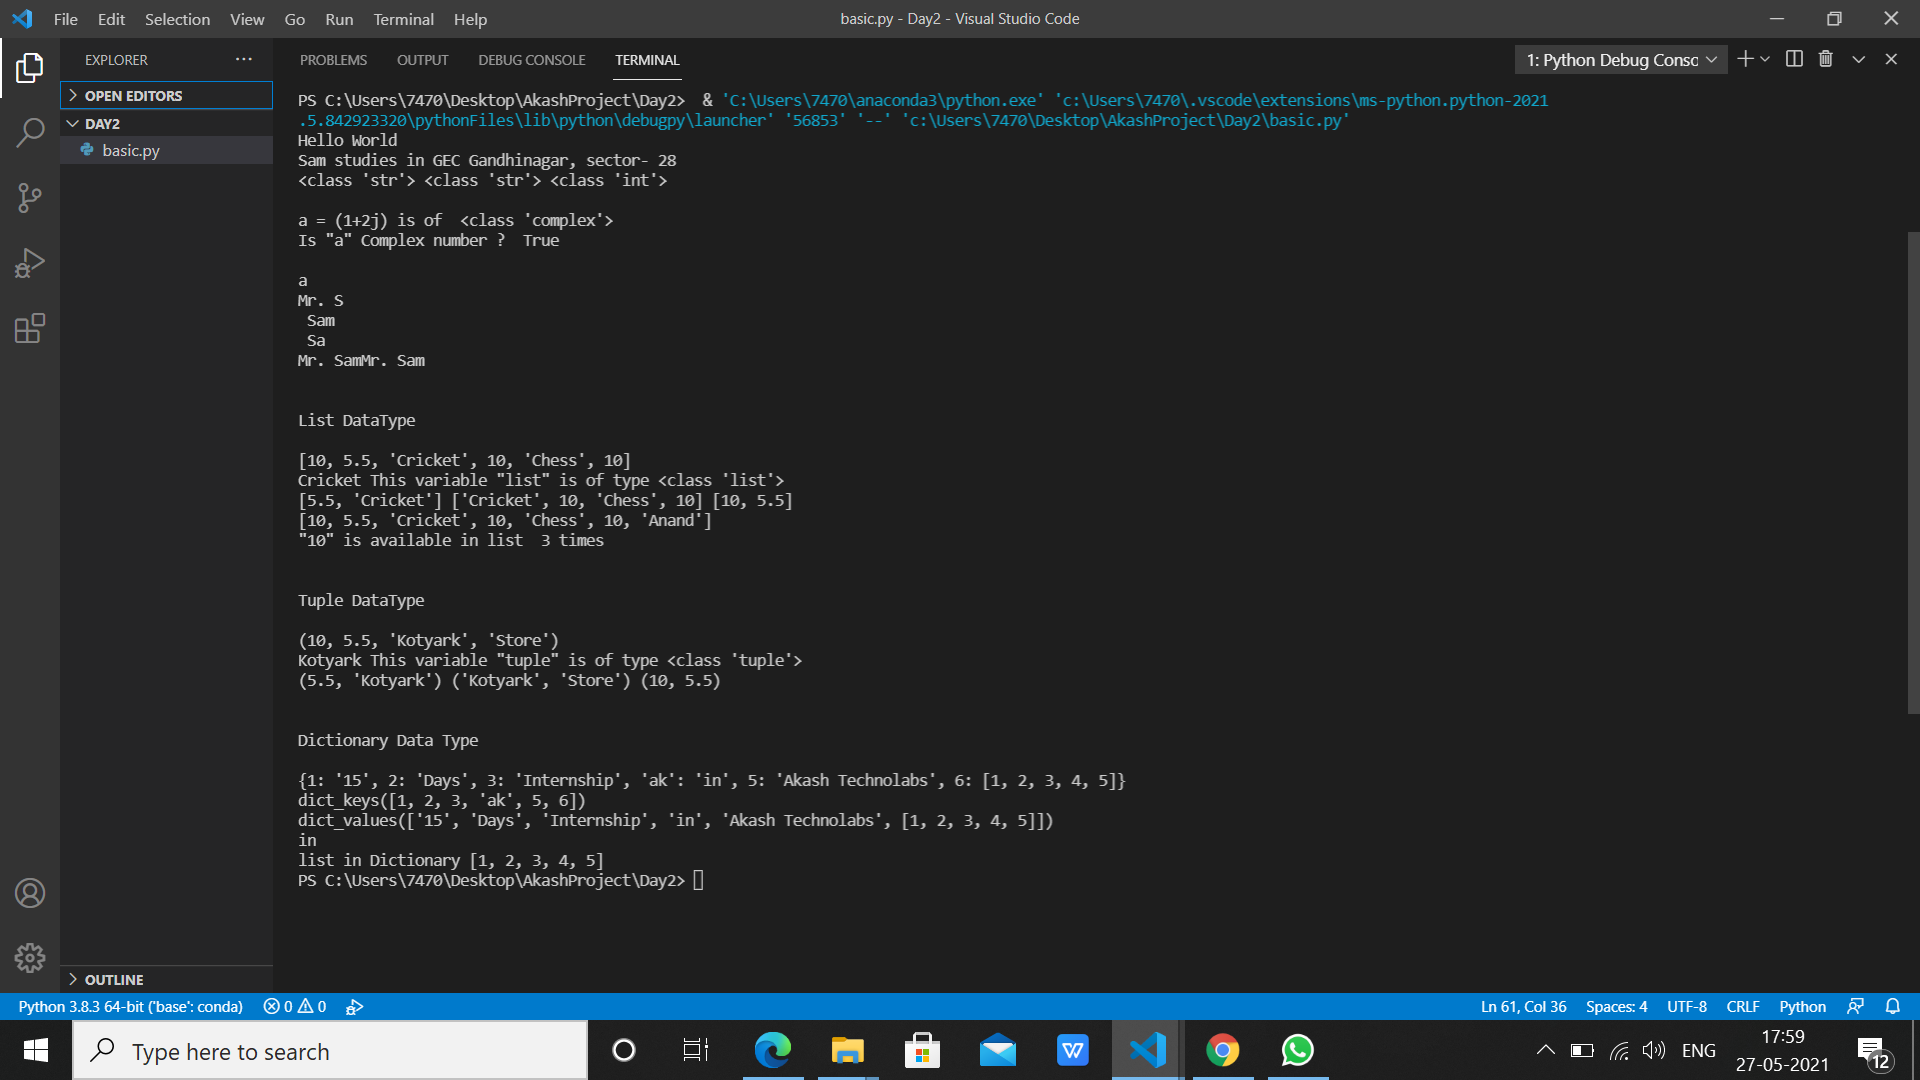 File Edit Selection View Go Run Terminal Help
basic.py - Day2 - Visual Studio Code
EXPLORER
OPEN EDITORS
DAY2
basic.py
OUTLINE
PROBLEMS OUTPUT DEBUG CONSOLE TERMINAL
1: Python Debug Consc
PS C:\Users\7470\Desktop\AkashProject\Day2>  & 'C:\Users\7470\anaconda3\python.exe' 'c:\Users\7470\.vscode\extensions\ms-python.python-2021
.5.842923320\pythonFiles\lib\python\debugpy\launcher' '56853' '--' 'c:\Users\7470\Desktop\AkashProject\Day2\basic.py'
Hello World
Sam studies in GEC Gandhinagar, sector- 28
<class 'str'> <class 'str'> <class 'int'>
a = (1+2j) is of  <class 'complex'>
Is "a" Complex number ?  True
a
Mr. S
Sam
Sa
Mr. SamMr. Sam
List DataType
[10, 5.5, 'Cricket', 10, 'Chess', 10]
Cricket This variable "list" is of type <class 'list'>
[5.5, 'Cricket'] ['Cricket', 10, 'Chess', 10] [10, 5.5]
[10, 5.5, 'Cricket', 10, 'Chess', 10, 'Anand']
"10" is available in list  3 times
Tuple DataType
(10, 5.5, 'Kotyark', 'Store')
Kotyark This variable "tuple" is of type <class 'tuple'>
(5.5, 'Kotyark') ('Kotyark', 'Store') (10, 5.5)
Dictionary Data Type
{1: '15', 2: 'Days', 3: 'Internship', 'ak': 'in', 5: 'Akash Technolabs', 6: [1, 2, 3, 4, 5]}
dict_keys([1, 2, 3, 'ak', 5, 6])
dict_values(['15', 'Days', 'Internship', 'in', 'Akash Technolabs', [1, 2, 3, 4, 5]])
in
list in Dictionary [1, 2, 3, 4, 5]
PS C:\Users\7470\Desktop\AkashProject\Day2>
Python 3.8.3 64-bit ('base': conda) 0 0
Ln 61, Col 36 Spaces: 4 UTF-8 CRLF Python
Type here to search
ENG
17:59
27-05-2021
12